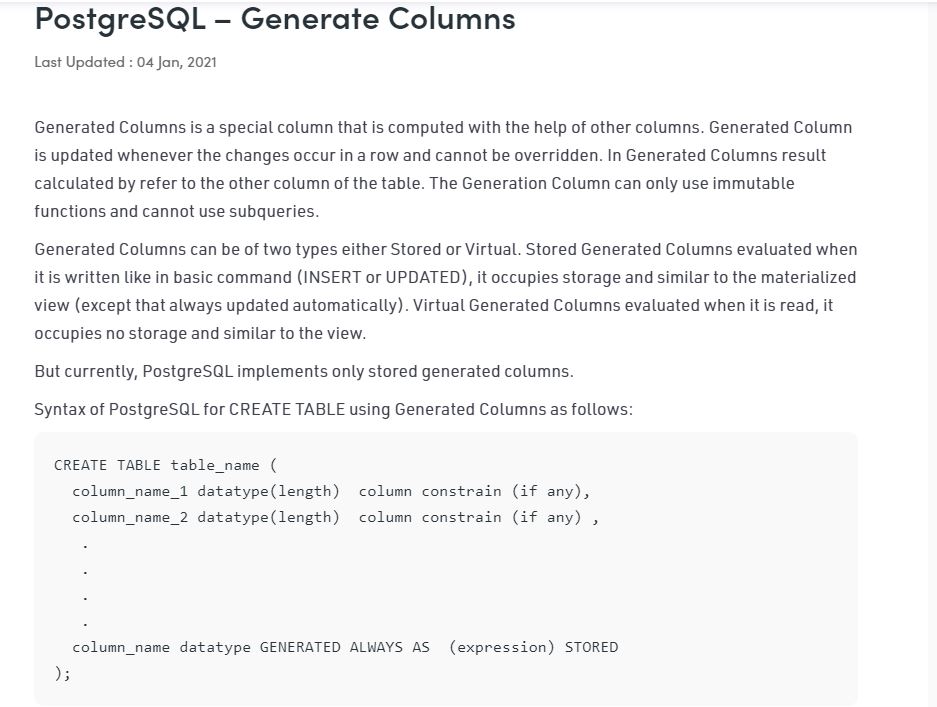 PostgreSQL – Generate Columns
Last Updated : 04 Jan, 2021
Generated Columns is a special column that is computed with the help of other columns. Generated Column
is updated whenever the changes occur in a row and cannot be overridden. In Generated Columns result
calculated by refer to the other column of the table. The Generation Column can only use immutable
functions and cannot use subqueries.
Generated Columns can be of two types either Stored or Virtual. Stored Generated Columns evaluated when
it is written like in basic command (INSERT or UPDATED), it occupies storage and similar to the materialized
view (except that always updated automatically). Virtual Generated Columns evaluated when it is read, it
occupies no storage and similar to the view.
But currently, PostgreSQL implements only stored generated columns.
Syntax of PostgreSQL for CREATE TABLE using Generated Columns as follows:
CREATE TABLE table_name (
  column_name_1 datatype(length)  column constrain (if any),
  column_name_2 datatype(length)  column constrain (if any) ,
   .
   .
   .
   .
  column_name datatype GENERATED ALWAYS AS  (expression) STORED
);